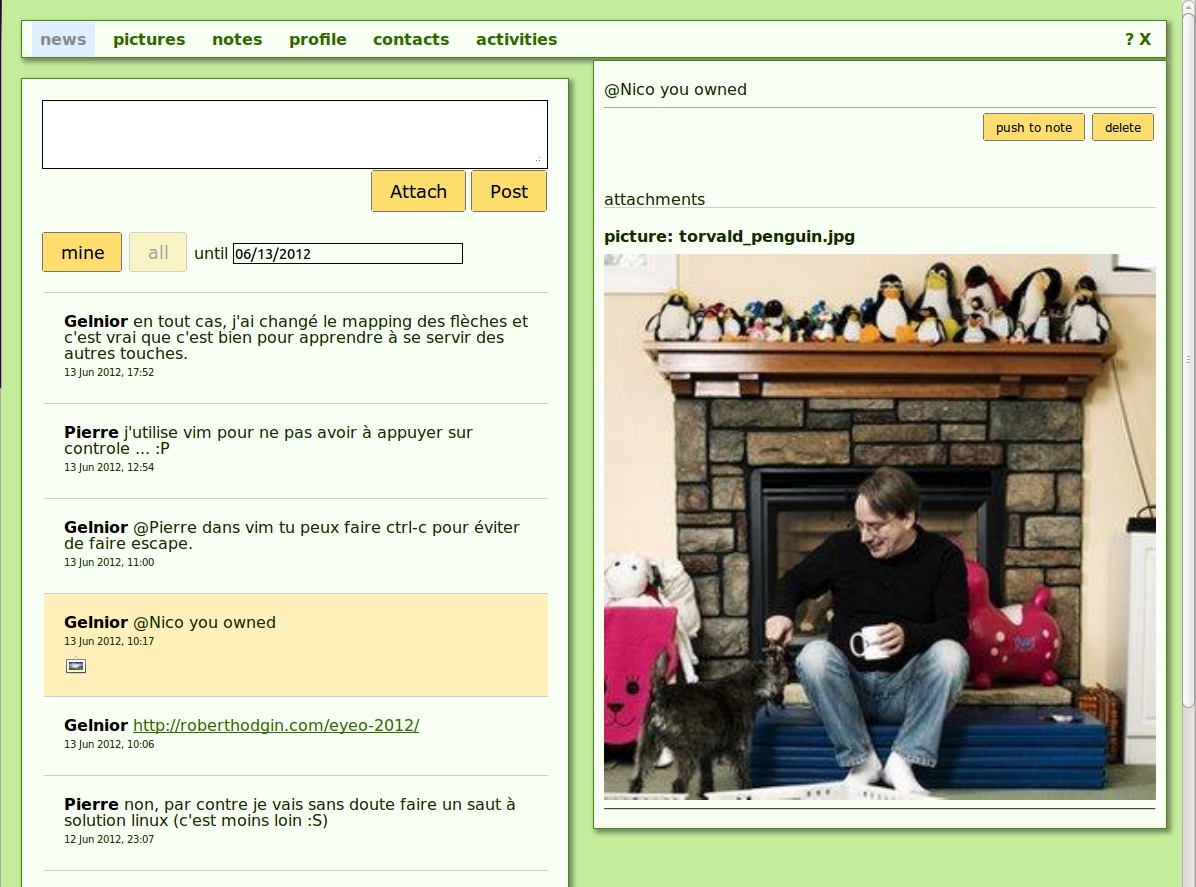 news pictures notes profile contacts activities ? X
Attach Post
mine all until 06/13/2012
Gelnior en tout cas, j'ai changé le mapping des flèches et
c'est vrai que c'est bien pour apprendre à se servir des
autres touches.
13 Jun 2012, 17:52
Pierre j'utilise vim pour ne pas avoir à appuyer sur
controle ... :P
13 Jun 2012, 12:54
Gelnior @Pierre dans vim tu peux faire ctrl-c pour éviter
de faire escape.
13 Jun 2012, 11:00
Gelnior @Nico you owned
13 Jun 2012, 10:17
Gelnior http://roberthodgin.com/eyeo-2012/
13 Jun 2012, 10:06
Pierre non, par contre je vais sans doute faire un saut à
solution linux (c'est moins loin :S)
12 Jun 2012, 23:07
@Nico you owned
push to note delete
attachments
picture: torvald_penguin.jpg